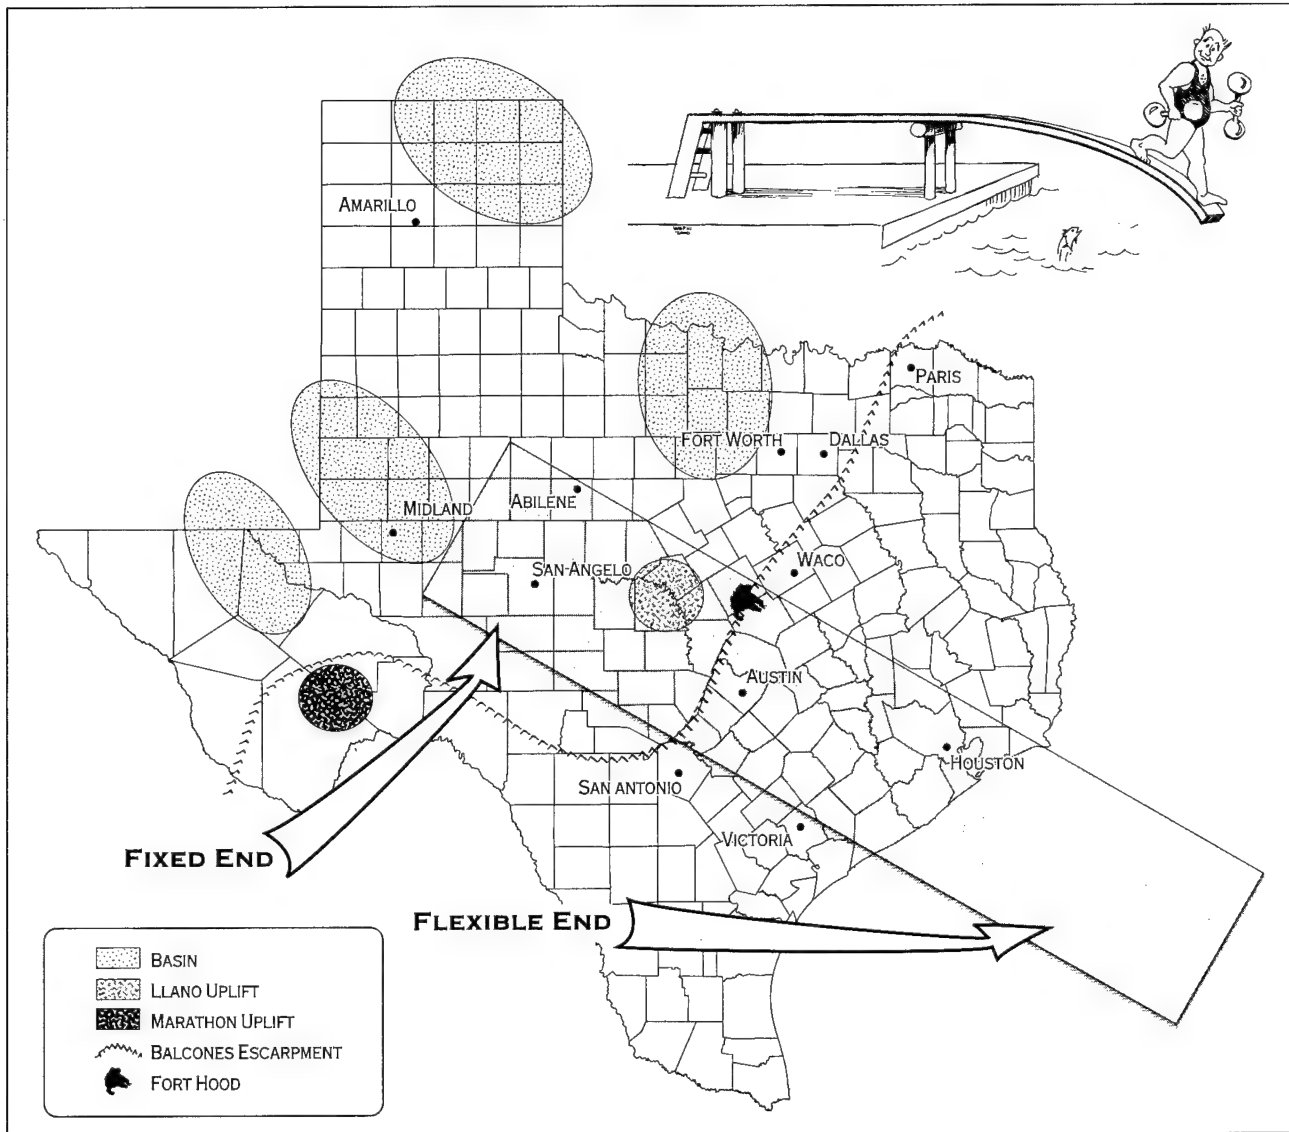 AMARILLO
PARIS
FORT WORTH
DALLAS
MIDLAND
ABILENE
SAN ANGELO
WACO
AUSTIN
HOUSTON
SAN ANTONIO
VICTORIA
FIXED END
FLEXIBLE END
BASIN
LLANO UPLIFT
MARATHON UPLIFT
BALCONES ESCARPMENT
FORT HOOD